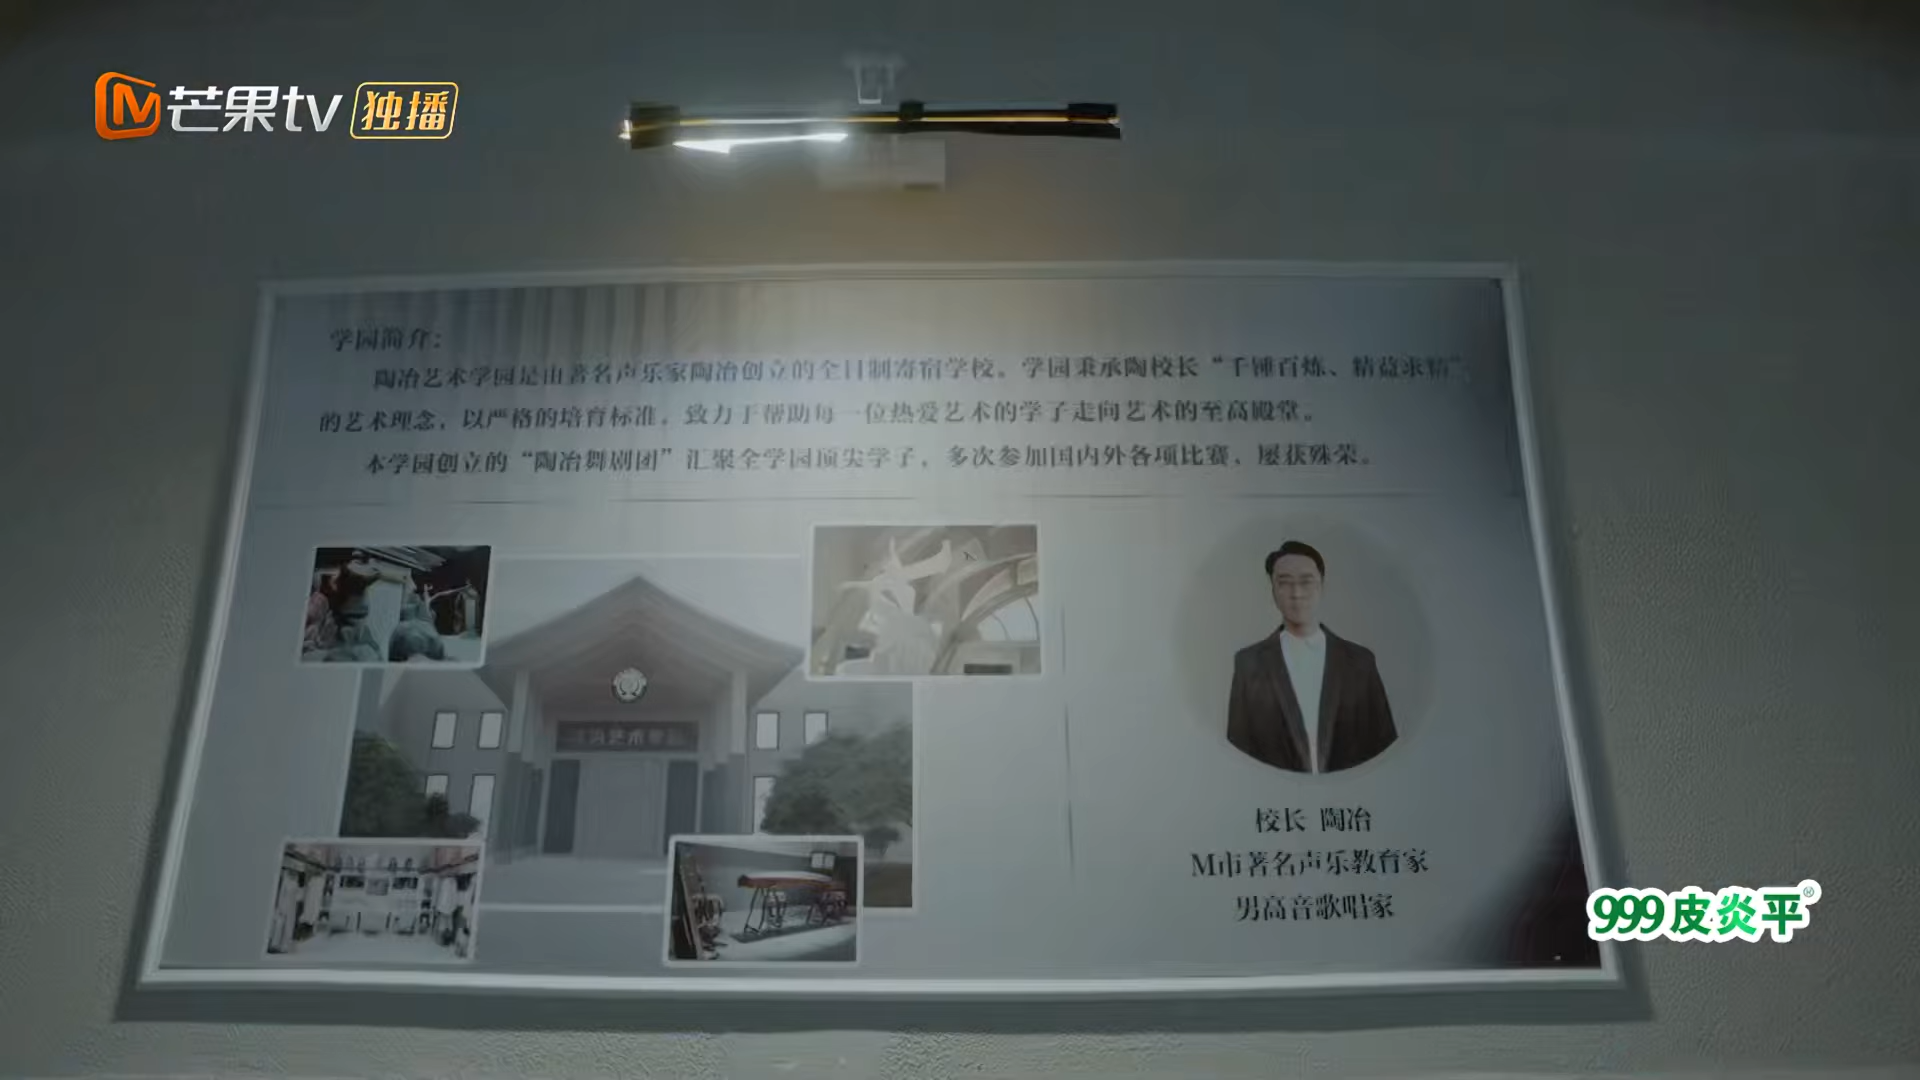 芒果tv 独播
学园简介：
陶冶艺术学园是由著名声乐家陶冶创立的全日制寄宿学校。学园秉承陶校长“千锤百炼、精益求精”
的艺术理念，以严格的培育标准，致力于帮助每一位热爱艺术的学子走向艺术的至高殿堂。
本学园创立的“陶冶舞剧团”汇聚全学园顶尖学子，多次参加国内外各项比赛，屡获殊荣。
陶冶艺术学园
校长 陶冶
M市著名声乐教育家
男高音歌唱家
999皮炎平®